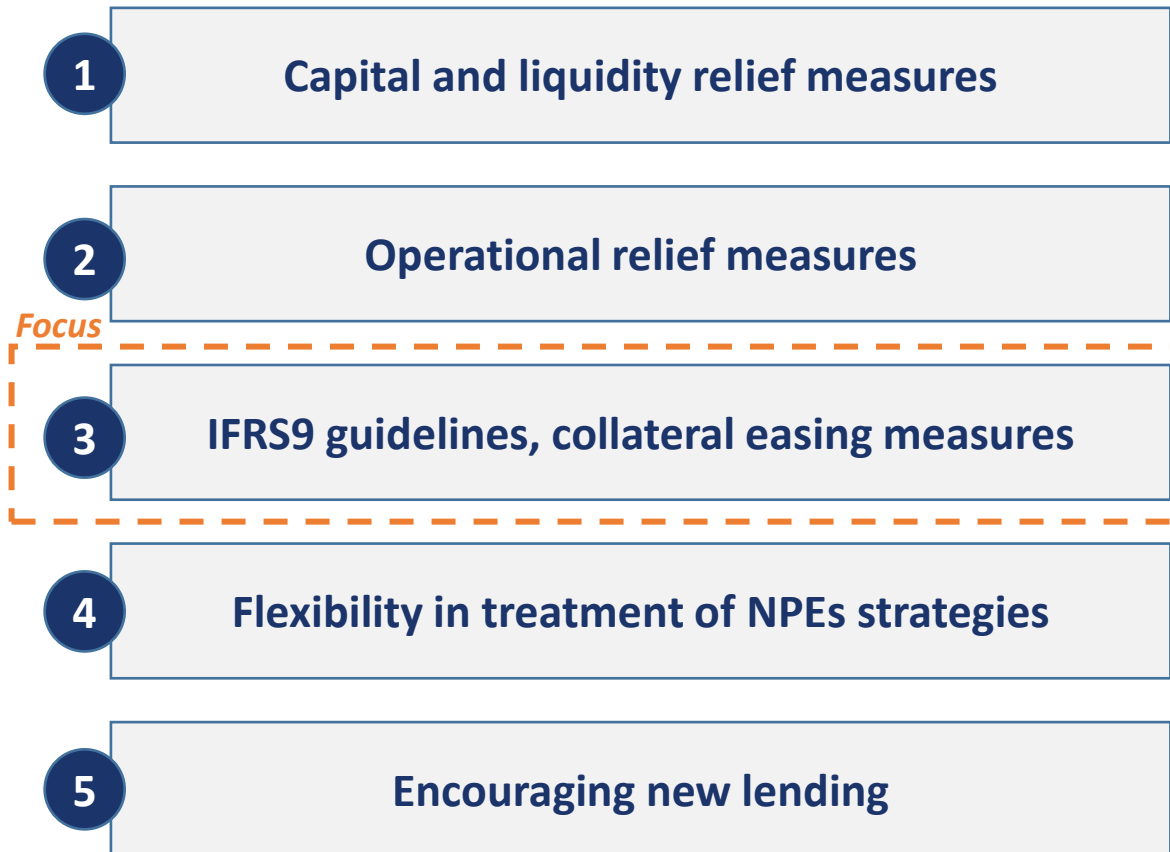 1
Capital and liquidity relief measures
2
Operational relief measures
Focus
3
IFRS9 guidelines, collateral easing measures
4
Flexibility in treatment of NPEs strategies
5
Encouraging new lending